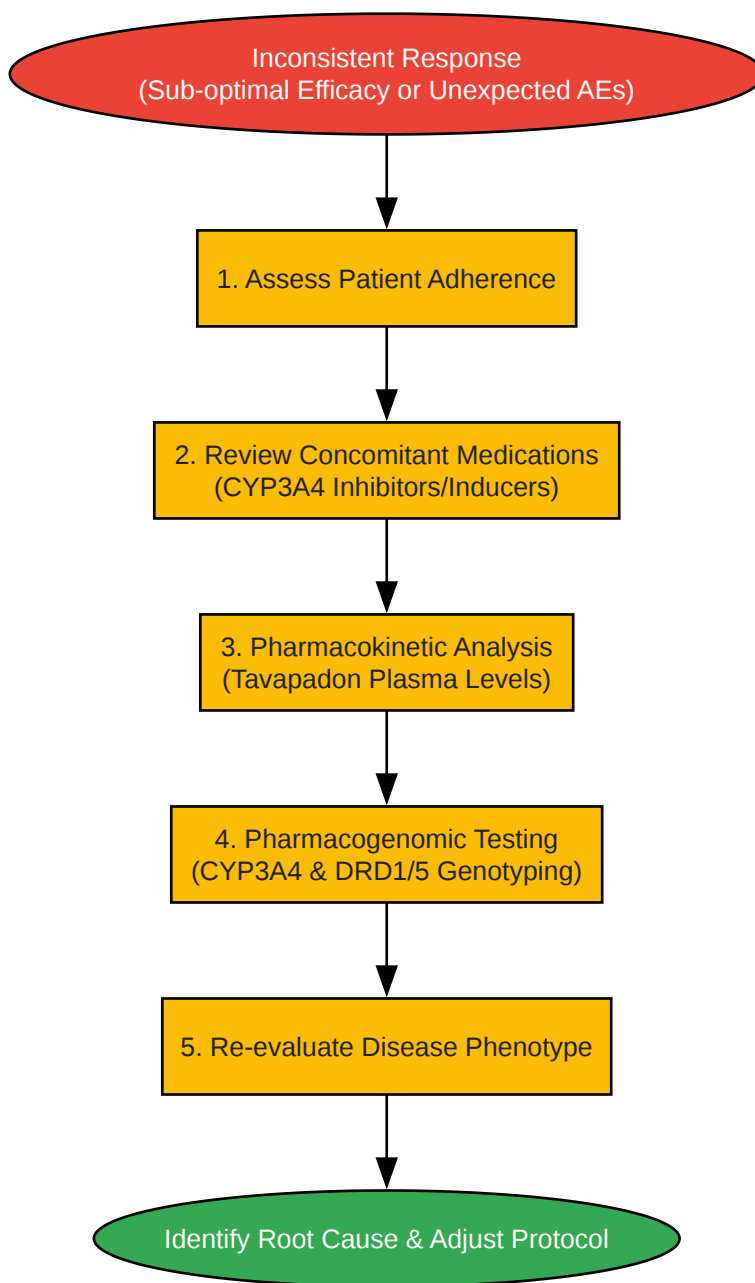 Inconsistent Response
(Sub-optimal Efficacy or Unexpected AEs)
1. Assess Patient Adherence
2. Review Concomitant Medications
(CYP3A4 Inhibitors/Inducers)
3. Pharmacokinetic Analysis
(Tavapadon Plasma Levels)
4. Pharmacogenomic Testing
(CYP3A4 & DRD1/5 Genotyping)
5. Re-evaluate Disease Phenotype
Identify Root Cause & Adjust Protocol